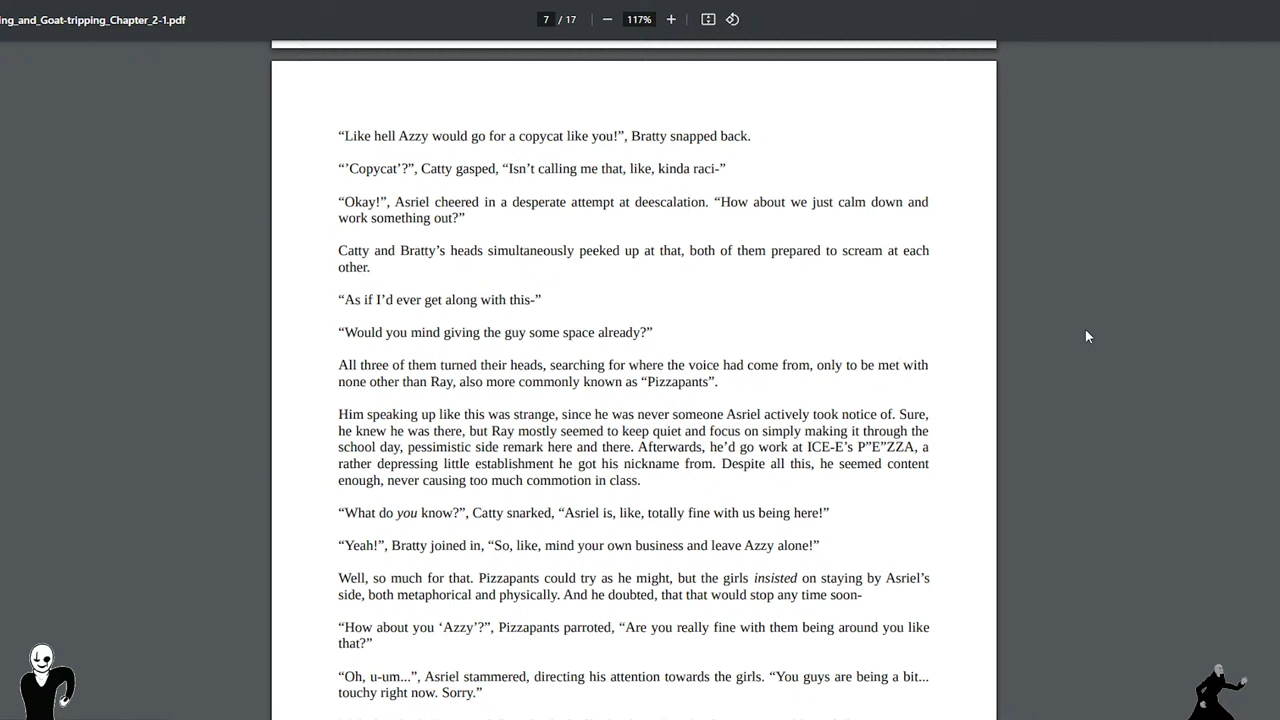 ing_and_Goat-tripping_Chapter_2-1.pdf
7 / 17
117%
“Like hell Azzy would go for a copycat like you!”, Bratty snapped back.
“’Copycat’?”, Catty gasped, “Isn’t calling me that, like, kinda raci-”
“Okay!”, Asriel cheered in a desperate attempt at deescalation. “How about we just calm down and
work something out?”
Catty and Bratty’s heads simultaneously peeked up at that, both of them prepared to scream at each
other.
“As if I’d ever get along with this-”
“Would you mind giving the guy some space already?”
All three of them turned their heads, searching for where the voice had come from, only to be met with
none other than Ray, also more commonly known as “Pizzapants”.
Him speaking up like this was strange, since he was never someone Asriel actively took notice of. Sure,
he knew he was there, but Ray mostly seemed to keep quiet and focus on simply making it through the
school day, pessimistic side remark here and there. Afterwards, he’d go work at ICE-E’s P”E”ZZA, a
rather depressing little establishment he got his nickname from. Despite all this, he seemed content
enough, never causing too much commotion in class.
“What do you know?”, Catty snarked, “Asriel is, like, totally fine with us being here!”
“Yeah!”, Bratty joined in, “So, like, mind your own business and leave Azzy alone!”
Well, so much for that. Pizzapants could try as he might, but the girls insisted on staying by Asriel’s
side, both metaphorical and physically. And he doubted, that that would stop any time soon-
“How about you ‘Azzy’?”, Pizzapants parroted, “Are you really fine with them being around you like
that?”
“Oh, u-um...”, Asriel stammered, directing his attention towards the girls. “You guys are being a bit...
touchy right now. Sorry.”